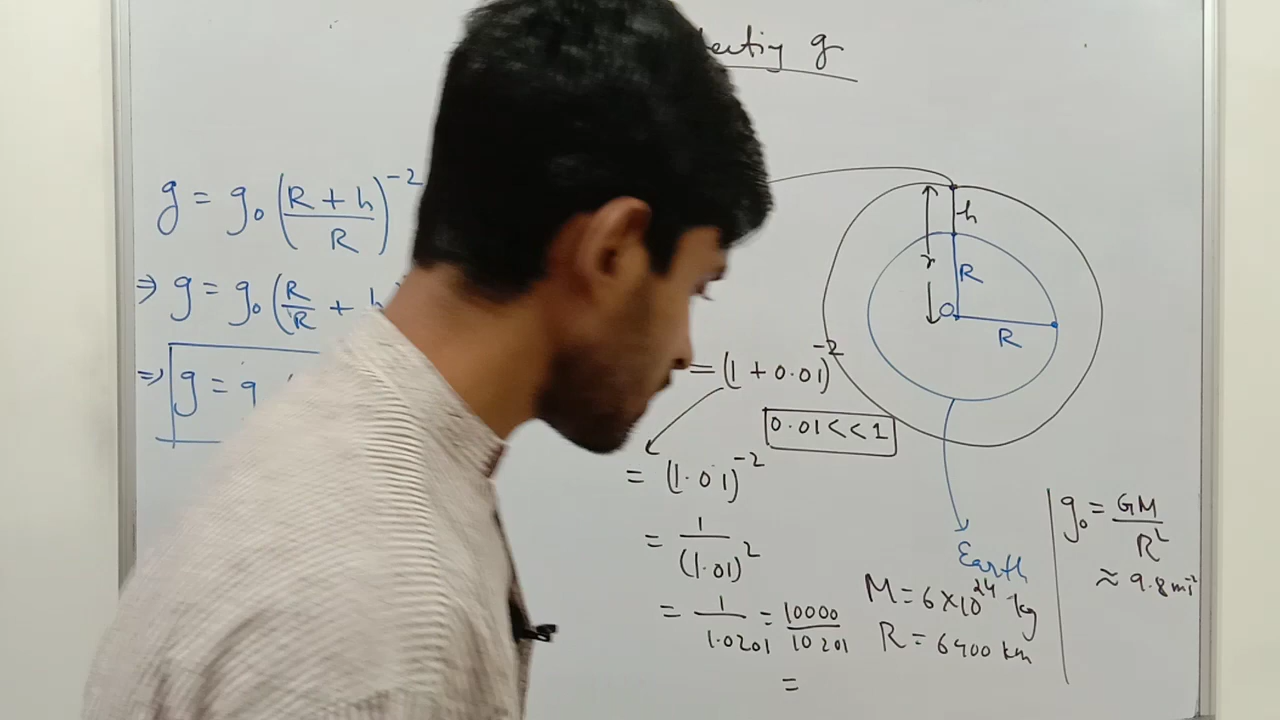 g
g = g₀ (R + h / R)⁻²
⇒ g = g₀ (R/R + h
⇒ g = g
= (1 + 0.01)⁻²
0.01 << 1
= (1.01)⁻²
= 1/(1.01)²
= 1/1.0201 = 10000/10201
=
h
r
R
O
R
Earth
M = 6 × 10²⁴ kg
R = 6400 km
g₀ = GM/R²
≈ 9.8 ms⁻²